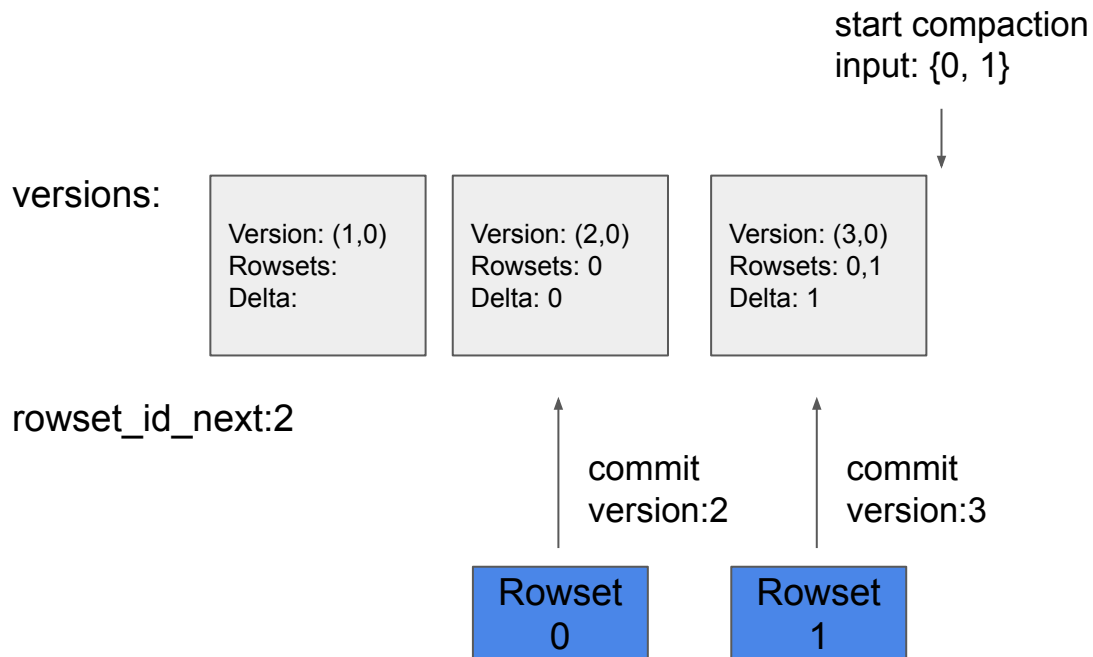 start compaction
input: {0, 1}
versions:
Version: (1,0)
Rowsets:
Delta:
Version: (2,0)
Rowsets: 0
Delta: 0
Version: (3,0)
Rowsets: 0,1
Delta: 1
rowset_id_next:2
commit
version:2
commit
version:3
Rowset
0
Rowset
1